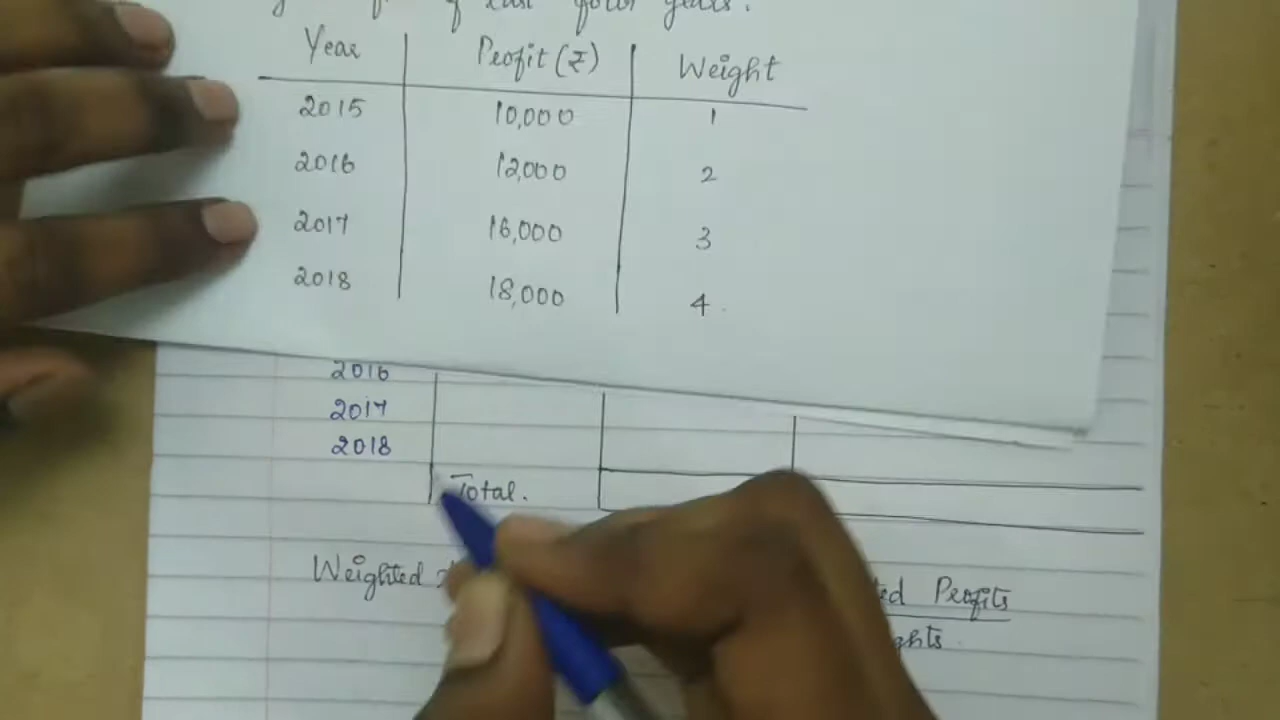 years.
Year Profit (₹) Weight
2015 10,000 1
2016 12,000 2
2017 16,000 3
2018 18,000 4
2016
2017
2018
Total.
Weighted Profits